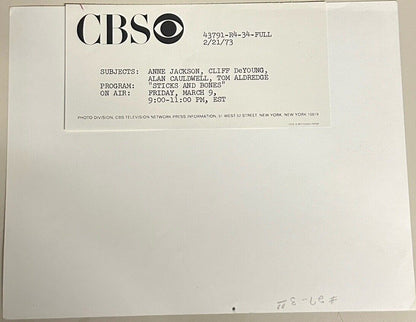 CBS
43791-R4-34-FULL
2/21/73
SUBJECTS: ANNE JACKSON, CLIFF DeYOUNG,
ALAN CAULDWELL, TOM ALDREDGE
PROGRAM: "STICKS AND BONES"
ON AIR: FRIDAY, MARCH 9,
9:00-11:00 PM, EST
PHOTO DIVISION, CBS TELEVISION NETWORK PRESS INFORMATION, 51 WEST 52 STREET, NEW YORK, NEW YORK 10019